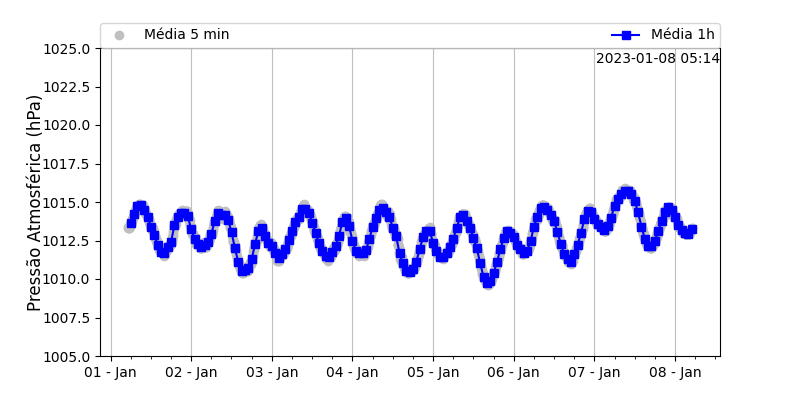 Média 5 min
Média 1h
2023-01-08 05:14
Pressão Atmosférica (hPa)
1025.0
1022.5
1020.0
1017.5
1015.0
1012.5
1010.0
1007.5
1005.0
01 - Jan
02 - Jan
03 - Jan
04 - Jan
05 - Jan
06 - Jan
07 - Jan
08 - Jan